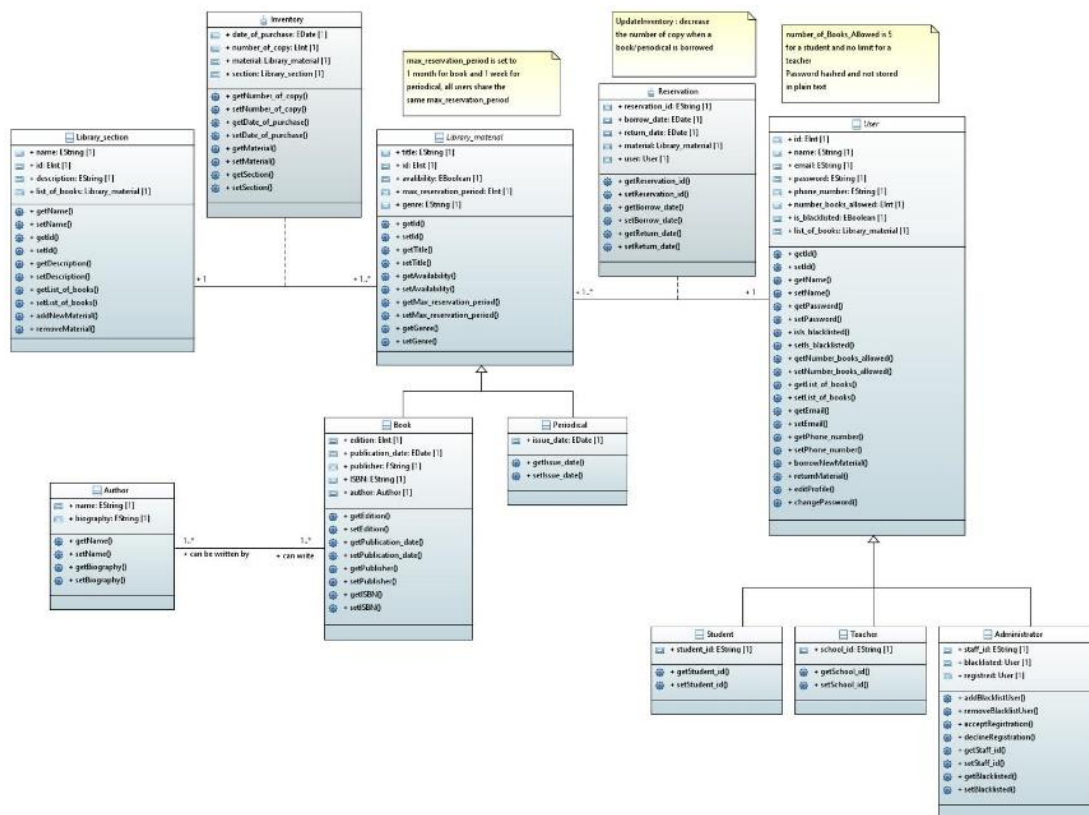 Inventory
+ date_of_purchase: EDate [1]
+ number_of_copy: EInt [1]
+ material: Library_material [1]
+ section: Library_section [1]
+ getNumber_of_copy()
+ setNumber_of_copy()
+ getDate_of_purchase()
+ setDate_of_purchase()
+ getMaterial()
+ setMaterial()
+ getSection()
+ setSection()
max_reservation_period is set to
1 month for book and 1 week for
periodical, all users share the
same max_reservation_period
UpdateInventory : decrease
the number of copy when a
book/periodical is borrowed
number_of_Books_Allowed is 5
for a student and no limit for a
teacher
Password hashed and not stored
in plain text
Library_section
+ name: EString [1]
+ id: EInt [1]
+ description: EString [1]
+ list_of_books: Library_material [1]
+ getName()
+ setName()
+ getId()
+ setId()
+ getDescription()
+ setDescription()
+ getList_of_books()
+ setList_of_books()
+ addNewMaterial()
+ removeMaterial()
+ 1
+ 1..*
Library_material
+ title: EString [1]
+ id: EInt [1]
+ avalibility: EBoolean [1]
+ max_reservation_period: EInt [1]
+ genre: EString [1]
+ getId()
+ setId()
+ getTitle()
+ setTitle()
+ getAvailability()
+ setAvailability()
+ getMax_reservation_period()
+ setMax_reservation_period()
+ getGenre()
+ setGenre()
Reservation
+ reservation_id: EString [1]
+ borrow_date: EDate [1]
+ return_date: EDate [1]
+ material: Library_material [1]
+ user: User [1]
+ getReservation_id()
+ setReservation_id()
+ getBorrow_date()
+ setBorrow_date()
+ getReturn_date()
+ setReturn_date()
+ 1..*
+ 1
User
+ id: EInt [1]
+ name: EString [1]
+ email: EString [1]
+ password: EString [1]
+ phone_number: EString [1]
+ number_books_allowed: EInt [1]
+ is_blacklisted: EBoolean [1]
+ list_of_books: Library_material [1]
+ getId()
+ setId()
+ getName()
+ setName()
+ getPassword()
+ setPassword()
+ isIs_blacklisted()
+ setIs_blacklisted()
+ getNumber_books_allowed()
+ setNumber_books_allowed()
+ getList_of_books()
+ setList_of_books()
+ getEmail()
+ setEmail()
+ getPhone_number()
+ setPhone_number()
+ borrowNewMaterial()
+ returnMaterial()
+ editProfile()
+ changePassword()
Book
+ edition: EInt [1]
+ publication_date: EDate [1]
+ publisher: EString [1]
+ ISBN: EString [1]
+ author: Author [1]
+ getEdition()
+ setEdition()
+ getPublication_date()
+ setPublication_date()
+ getPublisher()
+ setPublisher()
+ getISBN()
+ setISBN()
Periodical
+ issue_date: EDate [1]
+ getIssue_date()
+ setIssue_date()
Author
+ name: EString [1]
+ biography: EString [1]
+ getName()
+ setName()
+ getBiography()
+ setBiography()
1..*
+ can be written by
1..*
+ can write
Student
+ student_id: EString [1]
+ getStudent_id()
+ setStudent_id()
Teacher
+ school_id: EString [1]
+ getSchool_id()
+ setSchool_id()
Administrator
+ staff_id: EString [1]
+ blacklisted: User [1]
+ registred: User [1]
+ addBlacklistUser()
+ removeBlacklistUser()
+ acceptRegistration()
+ declineRegistration()
+ getStaff_id()
+ setStaff_id()
+ getBlacklisted()
+ setBlacklisted()